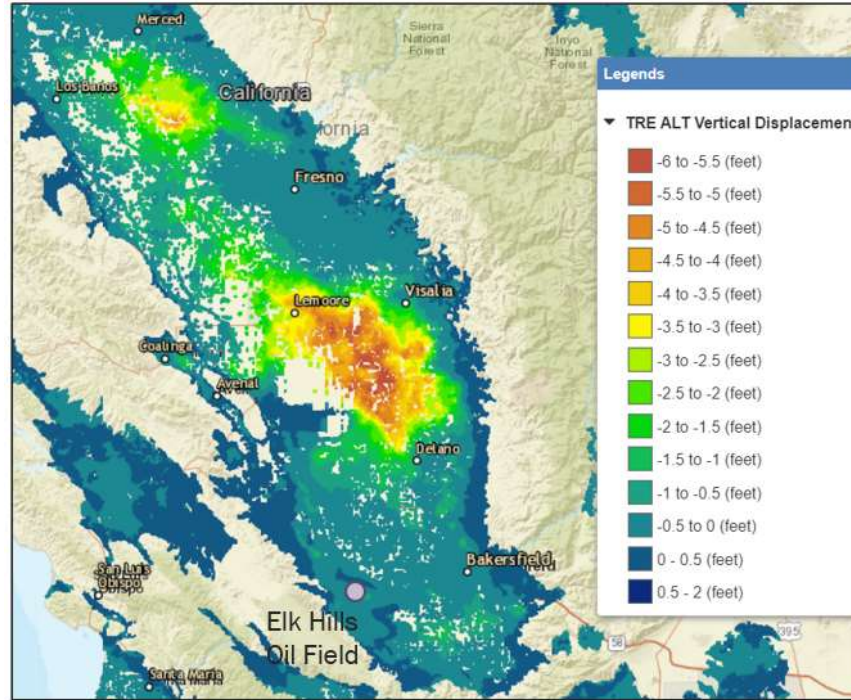 Merced
Sierra
National
Forest
Inyo
National
Forest
Los Banos
California
Fresno
Lemoore
Visalia
Coalinga
Avenal
Delano
Bakersfield
San Luis
Obispo
Elk Hills
Oil Field
Santa Maria
58
395
Legends
TRE ALT Vertical Displacemen
-6 to -5.5 (feet)
-5.5 to -5 (feet)
-5 to -4.5 (feet)
-4.5 to -4 (feet)
-4 to -3.5 (feet)
-3.5 to -3 (feet)
-3 to -2.5 (feet)
-2.5 to -2 (feet)
-2 to -1.5 (feet)
-1.5 to -1 (feet)
-1 to -0.5 (feet)
-0.5 to 0 (feet)
0 - 0.5 (feet)
0.5 - 2 (feet)